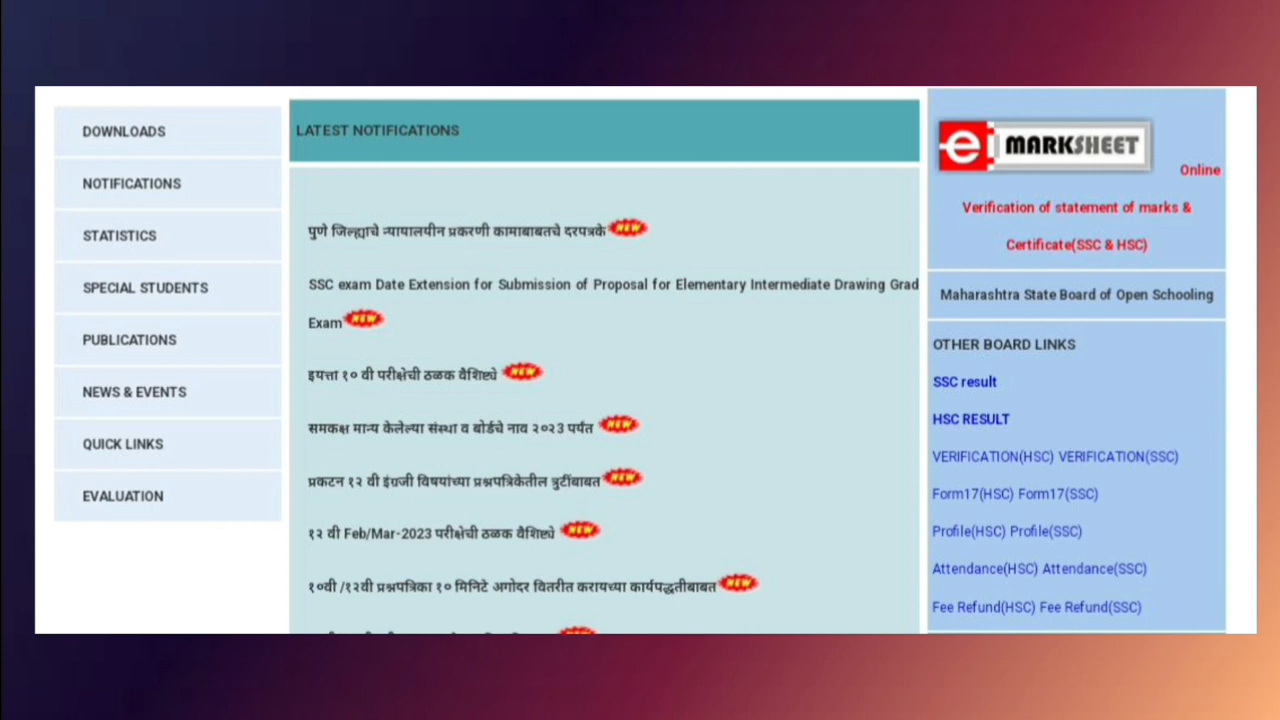 DOWNLOADS
NOTIFICATIONS
STATISTICS
SPECIAL STUDENTS
PUBLICATIONS
NEWS & EVENTS
QUICK LINKS
EVALUATION
LATEST NOTIFICATIONS
पुणे जिल्ह्याचे न्यायालयीन प्रकरणी कामाबाबतचे दरपत्रके NEW
SSC exam Date Extension for Submission of Proposal for Elementary Intermediate Drawing Grad
Exam NEW
इयत्ता १० वी परीक्षेची ठळक वैशिष्ट्ये NEW
समकक्ष मान्य केलेल्या संस्था व बोर्डचे नाव २०२3 पर्यंत NEW
प्रकटन १२ वी इंग्रजी विषयांच्या प्रश्नपत्रिकेतील त्रुटींबाबत NEW
१२ वी Feb/Mar-2023 परीक्षेची ठळक वैशिष्ट्ये NEW
१०वी /१२वी प्रश्नपत्रिका १० मिनिटे अगोदर वितरीत करायच्या कार्यपद्धतीबाबत NEW
e MARKSHEET
Online
Verification of statement of marks &
Certificate(SSC & HSC)
Maharashtra State Board of Open Schooling
OTHER BOARD LINKS
SSC result
HSC RESULT
VERIFICATION(HSC) VERIFICATION(SSC)
Form17(HSC) Form17(SSC)
Profile(HSC) Profile(SSC)
Attendance(HSC) Attendance(SSC)
Fee Refund(HSC) Fee Refund(SSC)